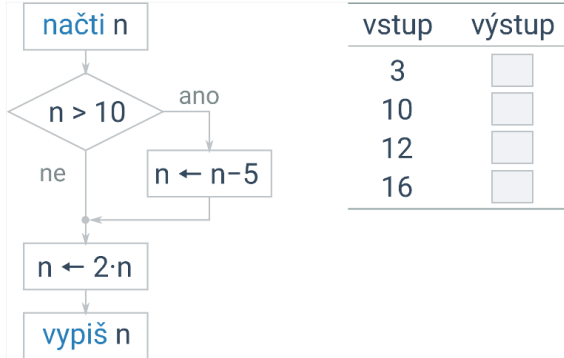 načti n
n > 10
ano
ne
n ← n−5
n ← 2·n
vypiš n
vstup výstup
3
10
12
16